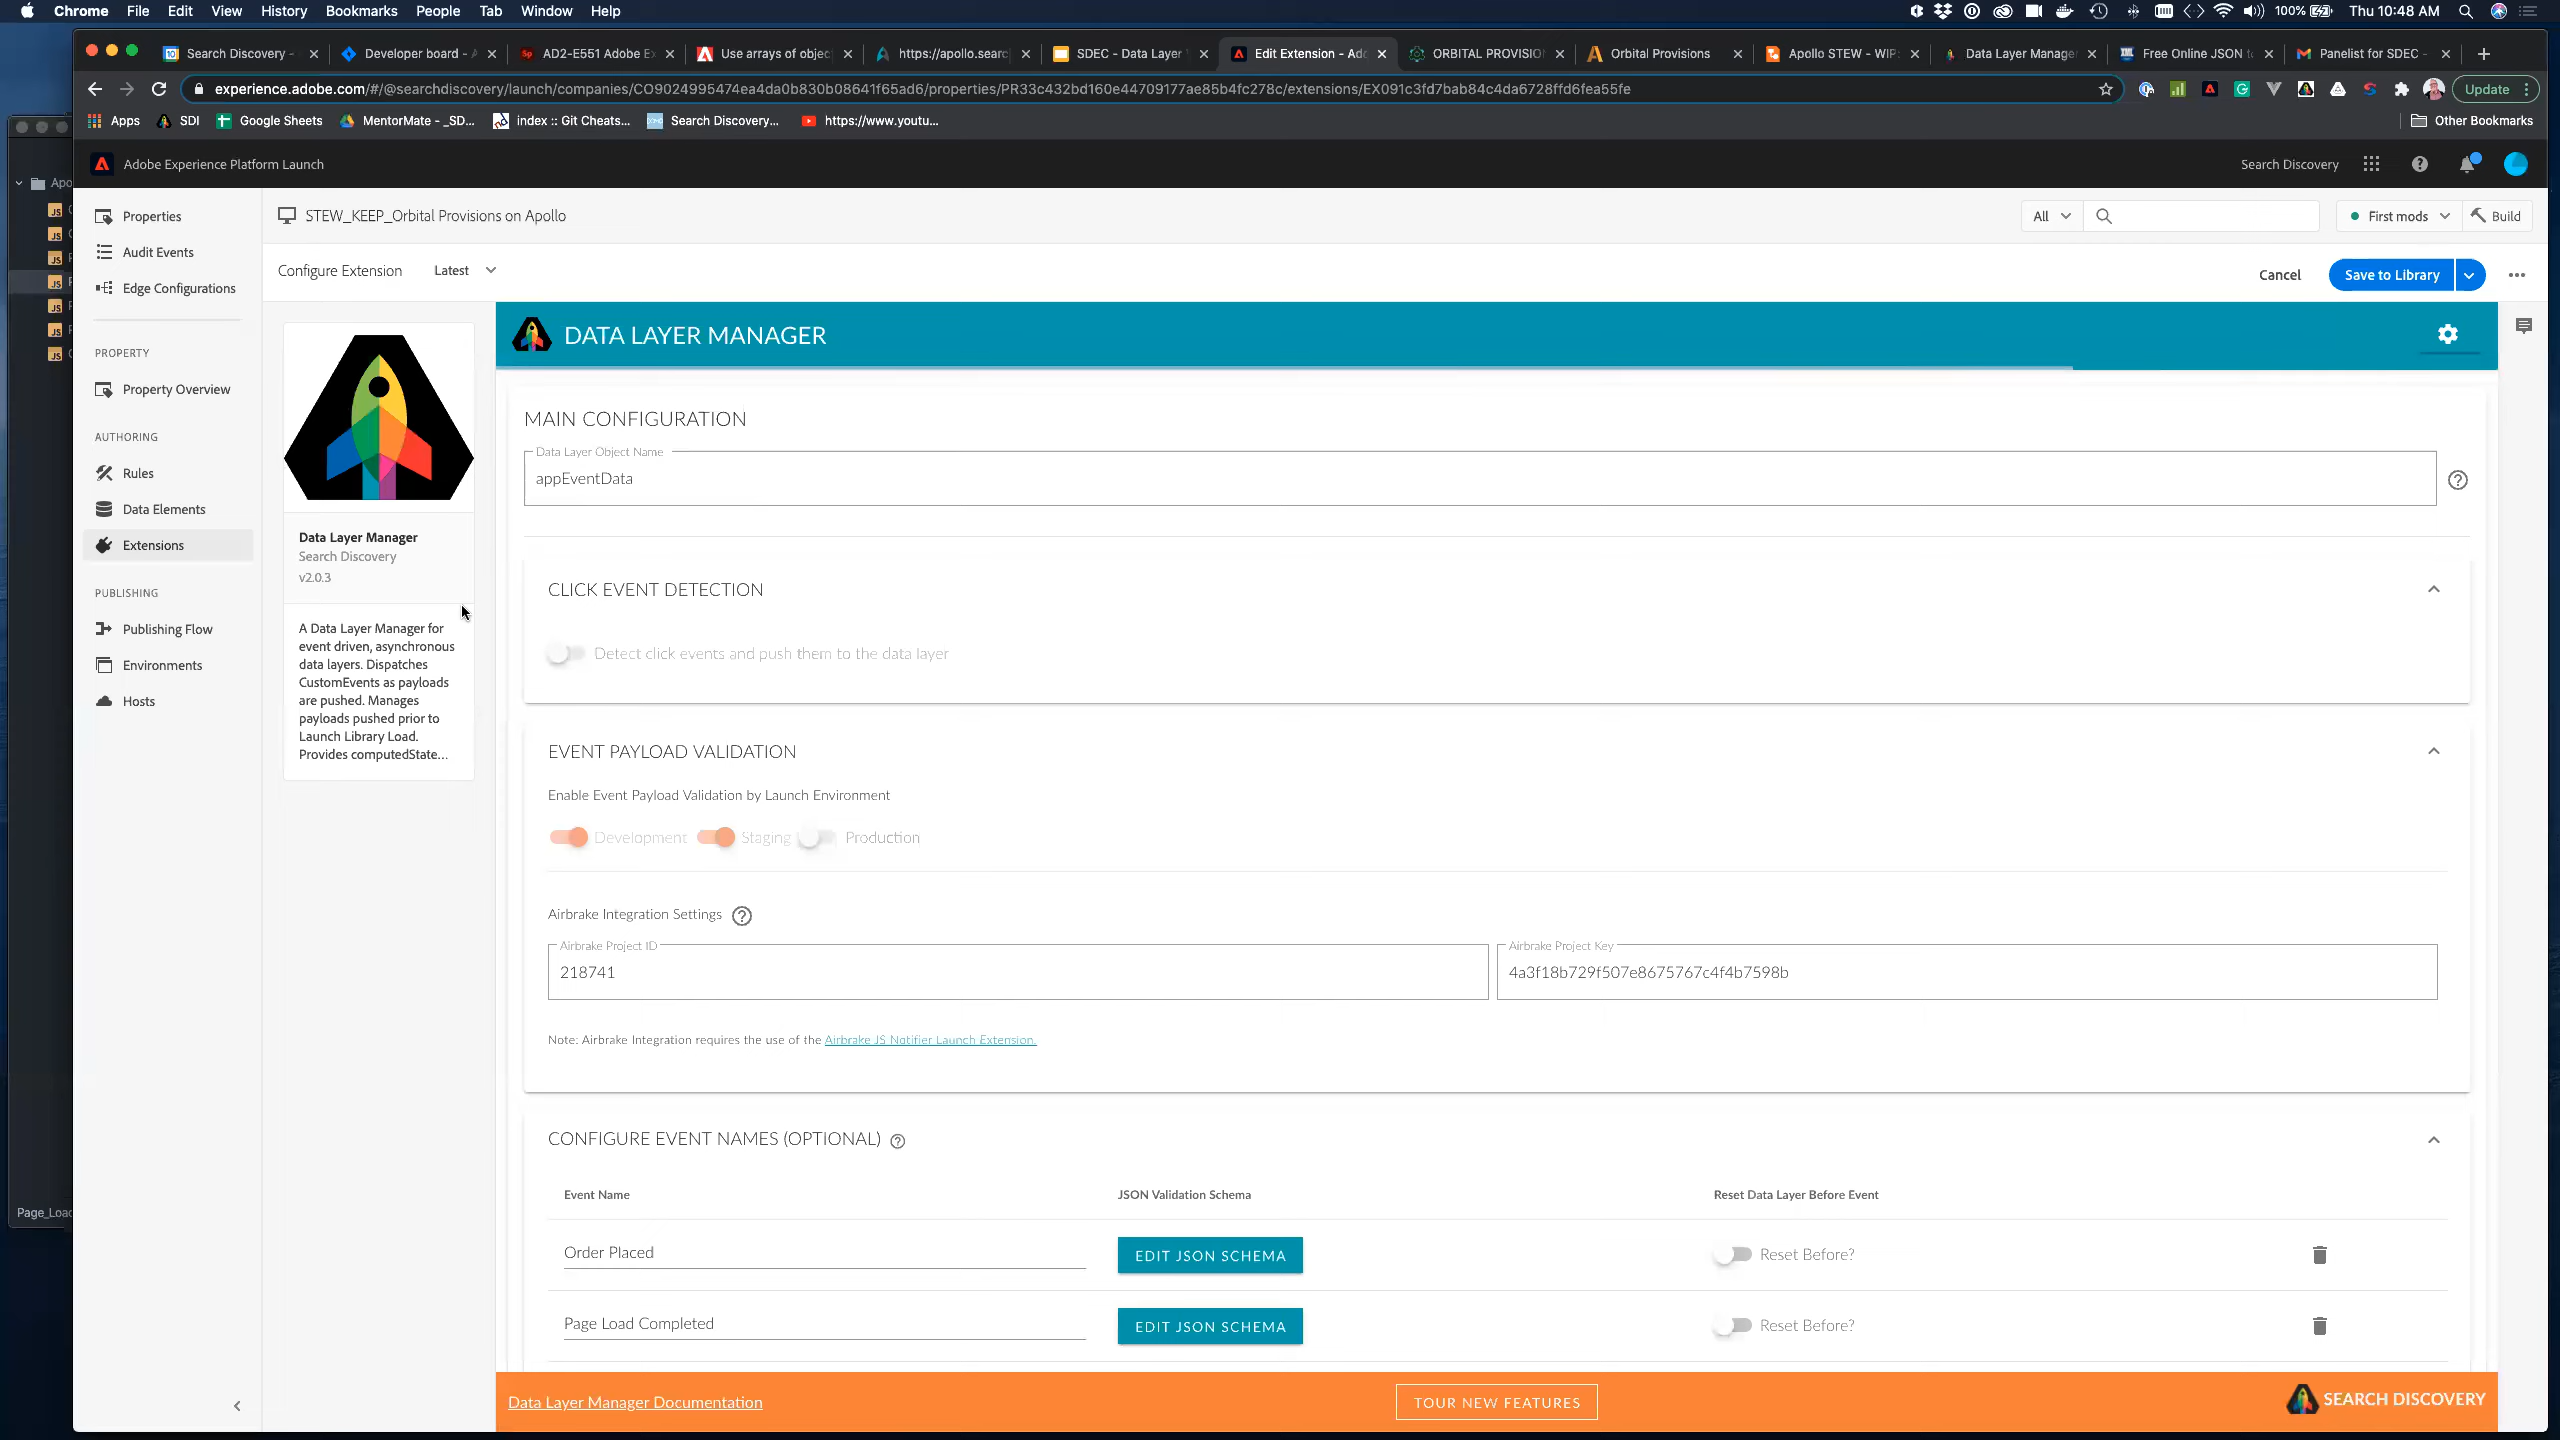 Chrome File Edit View History Bookmarks People Tab Window Help
100% Thu 10:48 AM
Search Discovery -
Developer board - A
AD2-E551 Adobe Ex
Use arrays of objec
https://apollo.searc
SDEC - Data Layer
Edit Extension - Ado
ORBITAL PROVISIO
Orbital Provisions
Apollo STEW - WIP
Data Layer Manage
Free Online JSON to
Panelist for SDEC -
experience.adobe.com/#/@searchdiscovery/launch/companies/CO9024995474ea4da0b830b08641f65ad6/properties/PR33c432bd160e44709177ae85b4fc278c/extensions/EX091c3fd7bab84c4da6728ffd6fea55fe
Update
Apps SDI Google Sheets MentorMate - _SD... index :: Git Cheats... Search Discovery... https://www.youtu...
Other Bookmarks
Adobe Experience Platform Launch
Search Discovery
Apo
JS
JS
JS
JS
JS
JS
JS
Page_Load
Properties
Audit Events
Edge Configurations
PROPERTY
Property Overview
AUTHORING
Rules
Data Elements
Extensions
PUBLISHING
Publishing Flow
Environments
Hosts
STEW_KEEP_Orbital Provisions on Apollo
All
First mods
Build
Configure Extension Latest
Cancel
Save to Library
Data Layer Manager
Search Discovery
v2.0.3
A Data Layer Manager for
event driven, asynchronous
data layers. Dispatches
CustomEvents as payloads
are pushed. Manages
payloads pushed prior to
Launch Library Load.
Provides computedState...
DATA LAYER MANAGER
MAIN CONFIGURATION
Data Layer Object Name
appEventData
CLICK EVENT DETECTION
Detect click events and push them to the data layer
EVENT PAYLOAD VALIDATION
Enable Event Payload Validation by Launch Environment
Development Staging Production
Airbrake Integration Settings
Airbrake Project ID
218741
Airbrake Project Key
4a3f18b729f507e8675767c4f4b7598b
Note: Airbrake Integration requires the use of the Airbrake JS Notifier Launch Extension.
CONFIGURE EVENT NAMES (OPTIONAL)
Event Name JSON Validation Schema Reset Data Layer Before Event
Order Placed EDIT JSON SCHEMA Reset Before?
Page Load Completed EDIT JSON SCHEMA Reset Before?
Data Layer Manager Documentation
TOUR NEW FEATURES
SEARCH DISCOVERY